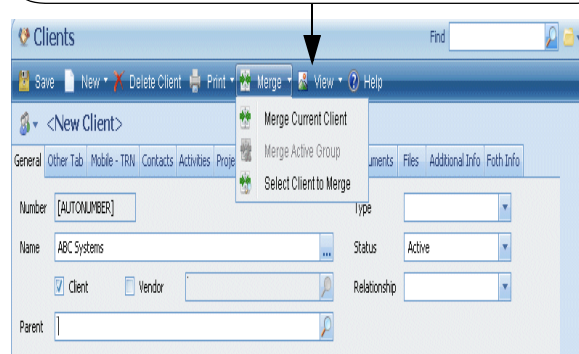 Clients
Find
Save New Delete Client Print Merge View Help
Merge Current Client
<New Client>
Merge Active Group
General Other Tab Mobile - TRN Contacts Activities Files Additional Info Foth Info
Select Client to Merge
Number [AUTONUMBER] Type
Name ABC Systems ... Status Active
Client Vendor Relationship
Parent